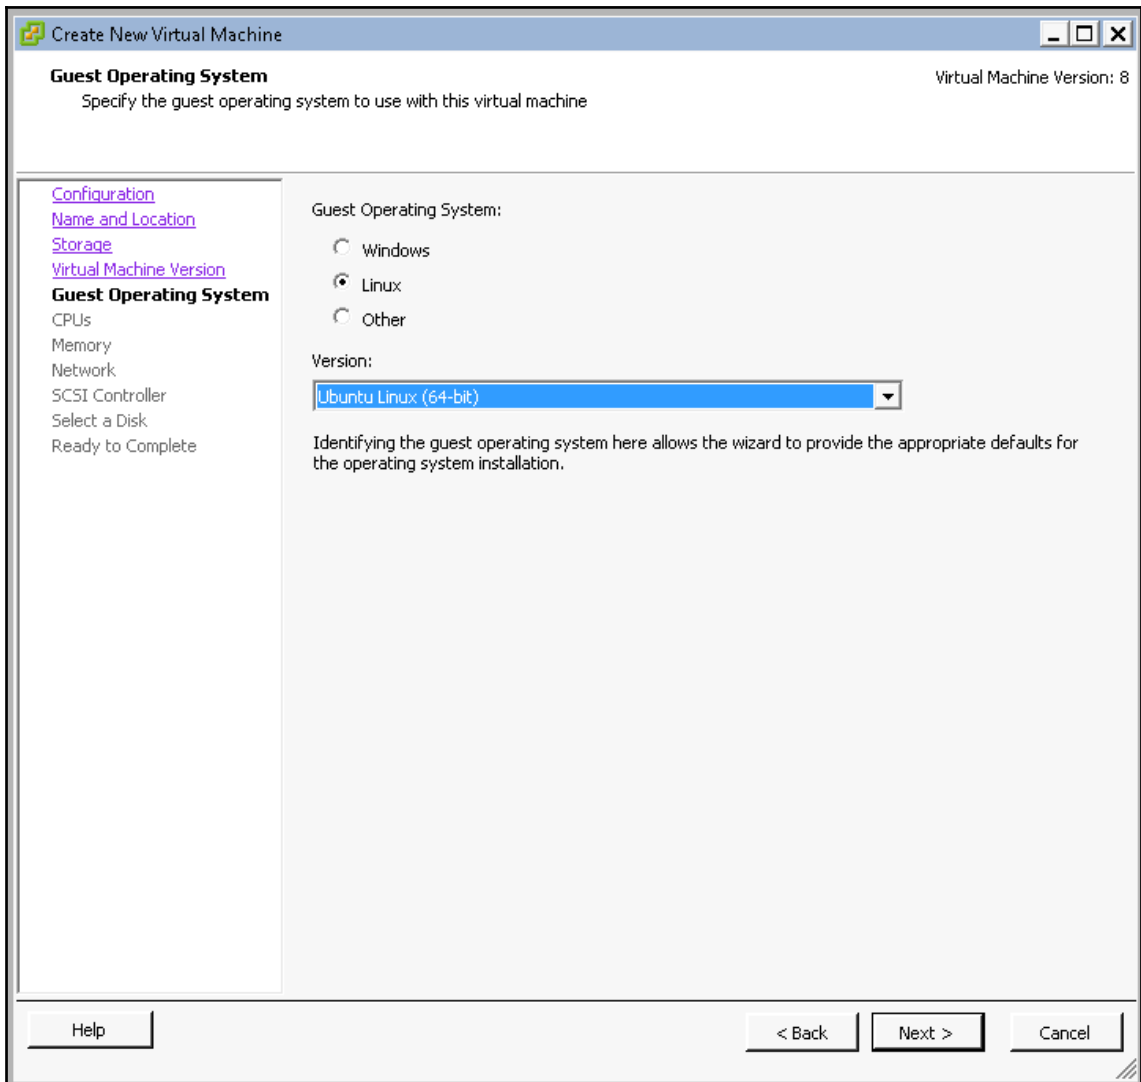 Create New Virtual Machine
Guest Operating System
Virtual Machine Version: 8
Specify the guest operating system to use with this virtual machine
Configuration
Name and Location
Storage
Virtual Machine Version
Guest Operating System
CPUs
Memory
Network
SCSI Controller
Select a Disk
Ready to Complete
Guest Operating System:
Windows
Linux
Other
Version:
Ubuntu Linux (64-bit)
Identifying the guest operating system here allows the wizard to provide the appropriate defaults for
the operating system installation.
Help
< Back
Next >
Cancel